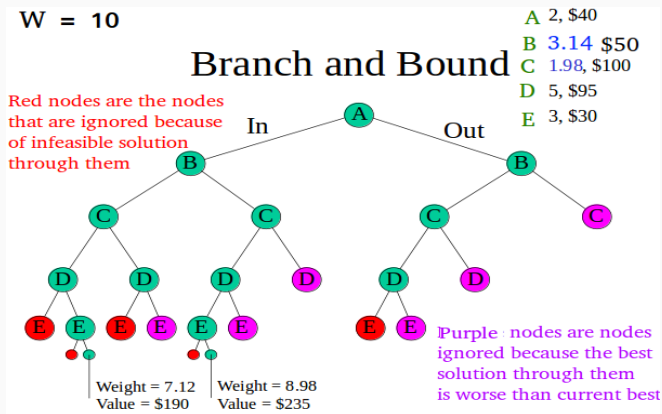 W = 10
A 2, $40
B 3.14 $50
C 1.98, $100
D 5, $95
E 3, $30
Branch and Bound
Red nodes are the nodes
that are ignored because
of infeasible solution
through them
In
Out
A
B
B
C
C
C
C
D
D
D
D
D
D
E
E
E
E
E
E
E
E
Weight = 7.12
Value = $190
Weight = 8.98
Value = $235
Purple : nodes are nodes
ignored because the best
solution through them
is worse than current best